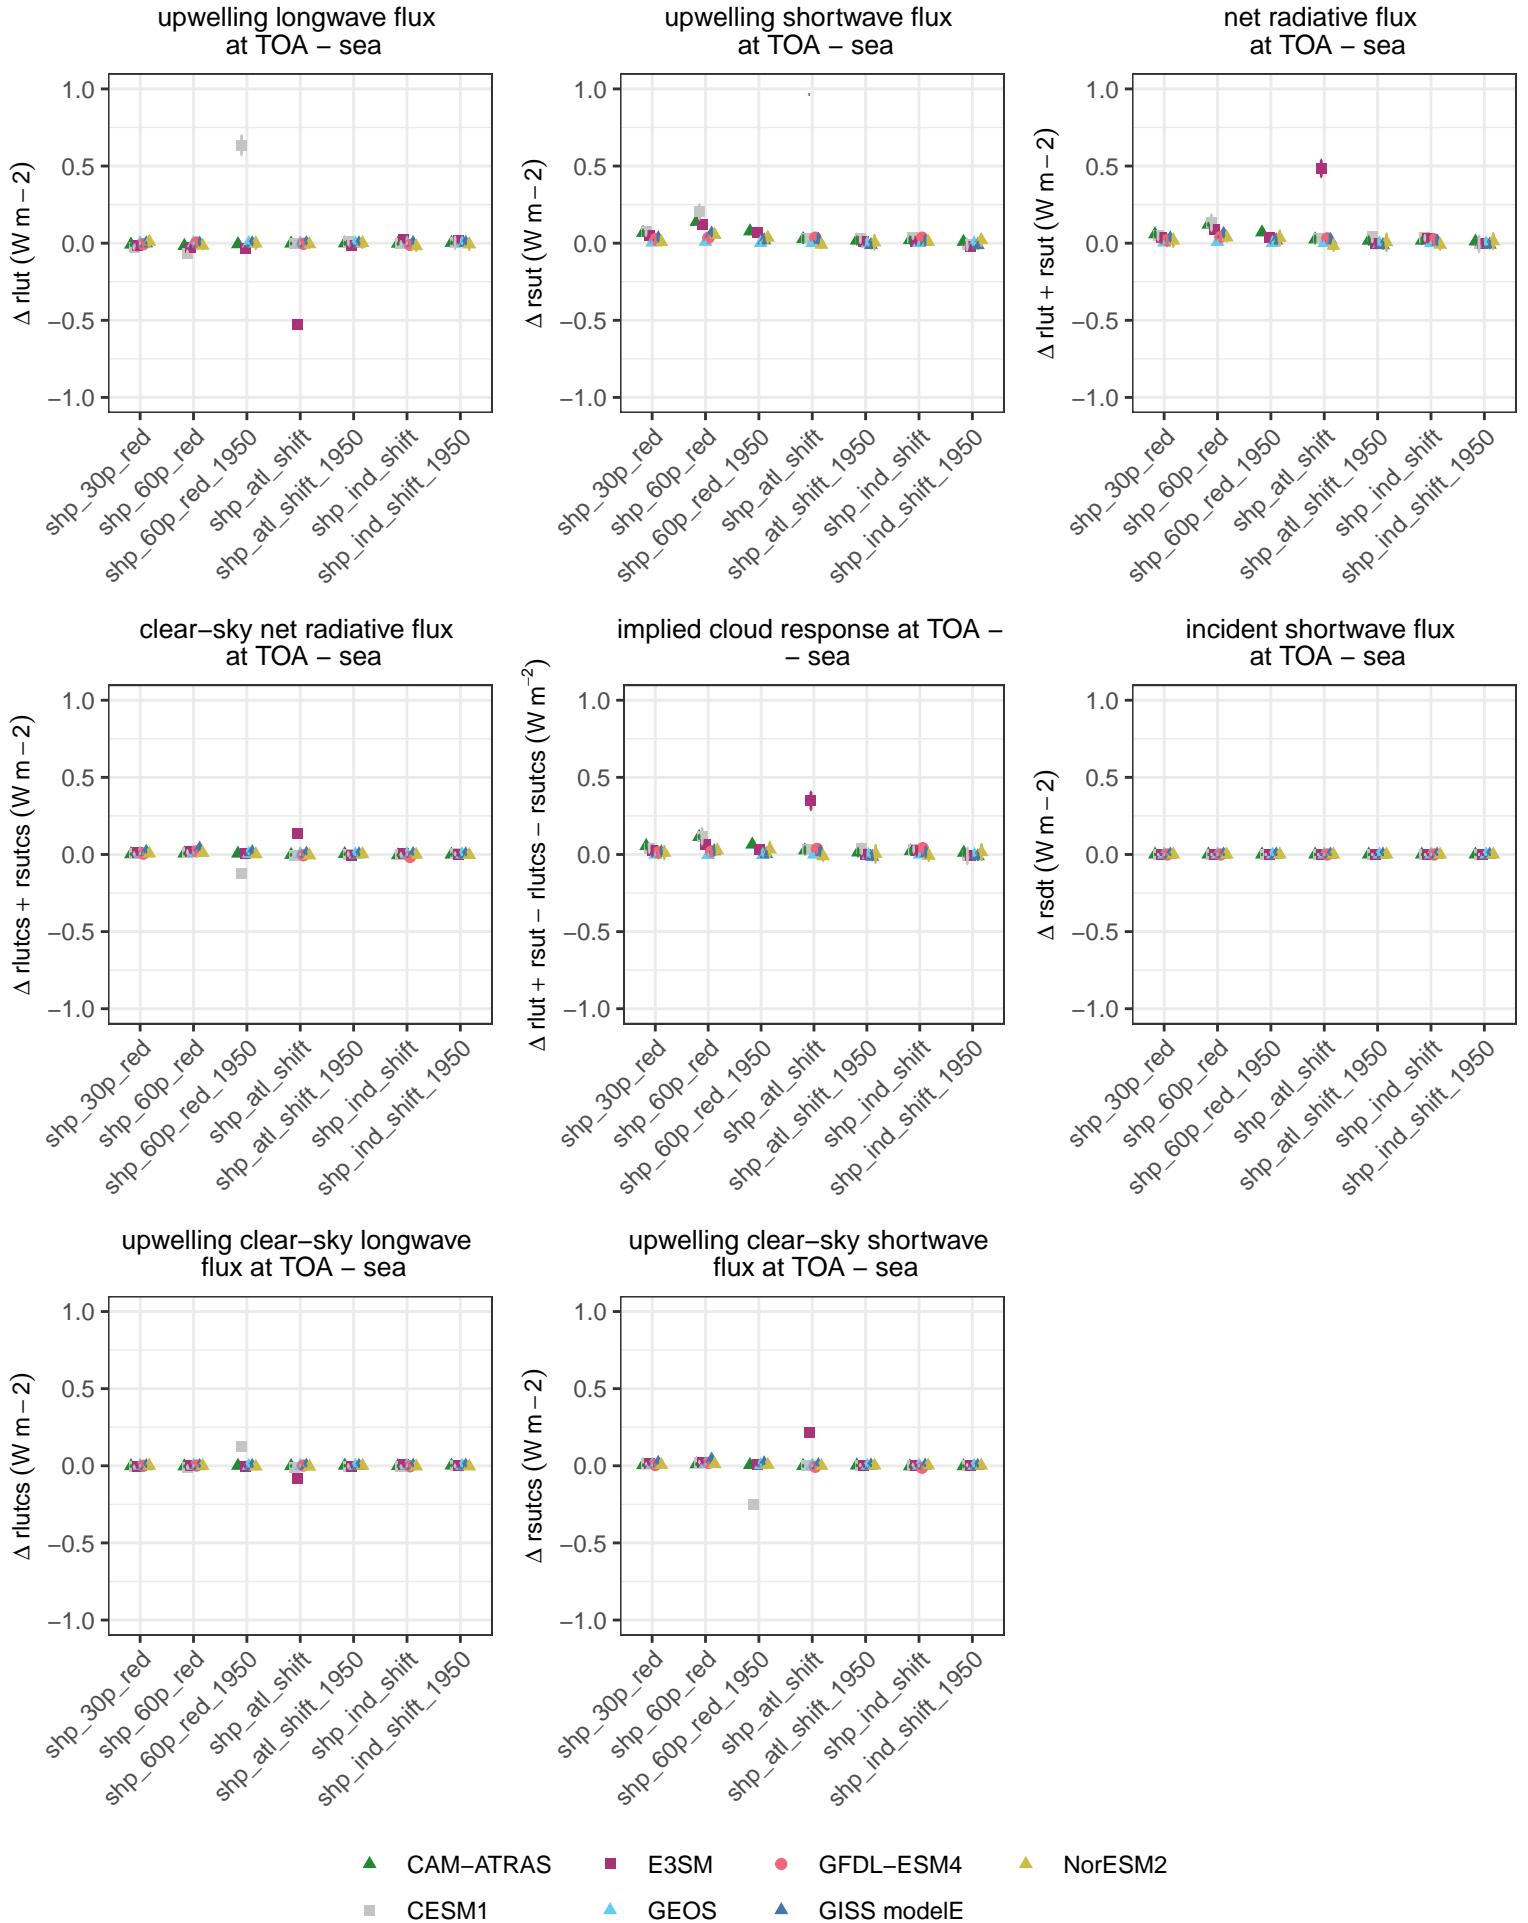 upwelling longwave flux
at TOA − sea
Δ rlut (W m − 2)
1.0
0.5
0.0
−0.5
−1.0
shp_30p_red
shp_60p_red
shp_60p_red_1950
shp_atl_shift
shp_atl_shift_1950
shp_ind_shift
shp_ind_shift_1950
upwelling shortwave flux
at TOA − sea
Δ rsut (W m − 2)
1.0
0.5
0.0
−0.5
−1.0
shp_30p_red
shp_60p_red
shp_60p_red_1950
shp_atl_shift
shp_atl_shift_1950
shp_ind_shift
shp_ind_shift_1950
net radiative flux
at TOA − sea
Δ rlut + rsut (W m − 2)
1.0
0.5
0.0
−0.5
−1.0
shp_30p_red
shp_60p_red
shp_60p_red_1950
shp_atl_shift
shp_atl_shift_1950
shp_ind_shift
shp_ind_shift_1950
clear−sky net radiative flux
at TOA − sea
Δ rlutcs + rsutcs (W m − 2)
1.0
0.5
0.0
−0.5
−1.0
shp_30p_red
shp_60p_red
shp_60p_red_1950
shp_atl_shift
shp_atl_shift_1950
shp_ind_shift
shp_ind_shift_1950
implied cloud response at TOA −
− sea
Δ rlut + rsut − rlutcs − rsutcs (W m⁻²)
1.0
0.5
0.0
−0.5
−1.0
shp_30p_red
shp_60p_red
shp_60p_red_1950
shp_atl_shift
shp_atl_shift_1950
shp_ind_shift
shp_ind_shift_1950
incident shortwave flux
at TOA − sea
Δ rsdt (W m − 2)
1.0
0.5
0.0
−0.5
−1.0
shp_30p_red
shp_60p_red
shp_60p_red_1950
shp_atl_shift
shp_atl_shift_1950
shp_ind_shift
shp_ind_shift_1950
upwelling clear−sky longwave
flux at TOA − sea
Δ rlutcs (W m − 2)
1.0
0.5
0.0
−0.5
−1.0
shp_30p_red
shp_60p_red
shp_60p_red_1950
shp_atl_shift
shp_atl_shift_1950
shp_ind_shift
shp_ind_shift_1950
upwelling clear−sky shortwave
flux at TOA − sea
Δ rsutcs (W m − 2)
1.0
0.5
0.0
−0.5
−1.0
shp_30p_red
shp_60p_red
shp_60p_red_1950
shp_atl_shift
shp_atl_shift_1950
shp_ind_shift
shp_ind_shift_1950
CAM−ATRAS E3SM GFDL−ESM4 NorESM2
CESM1 GEOS GISS modelE